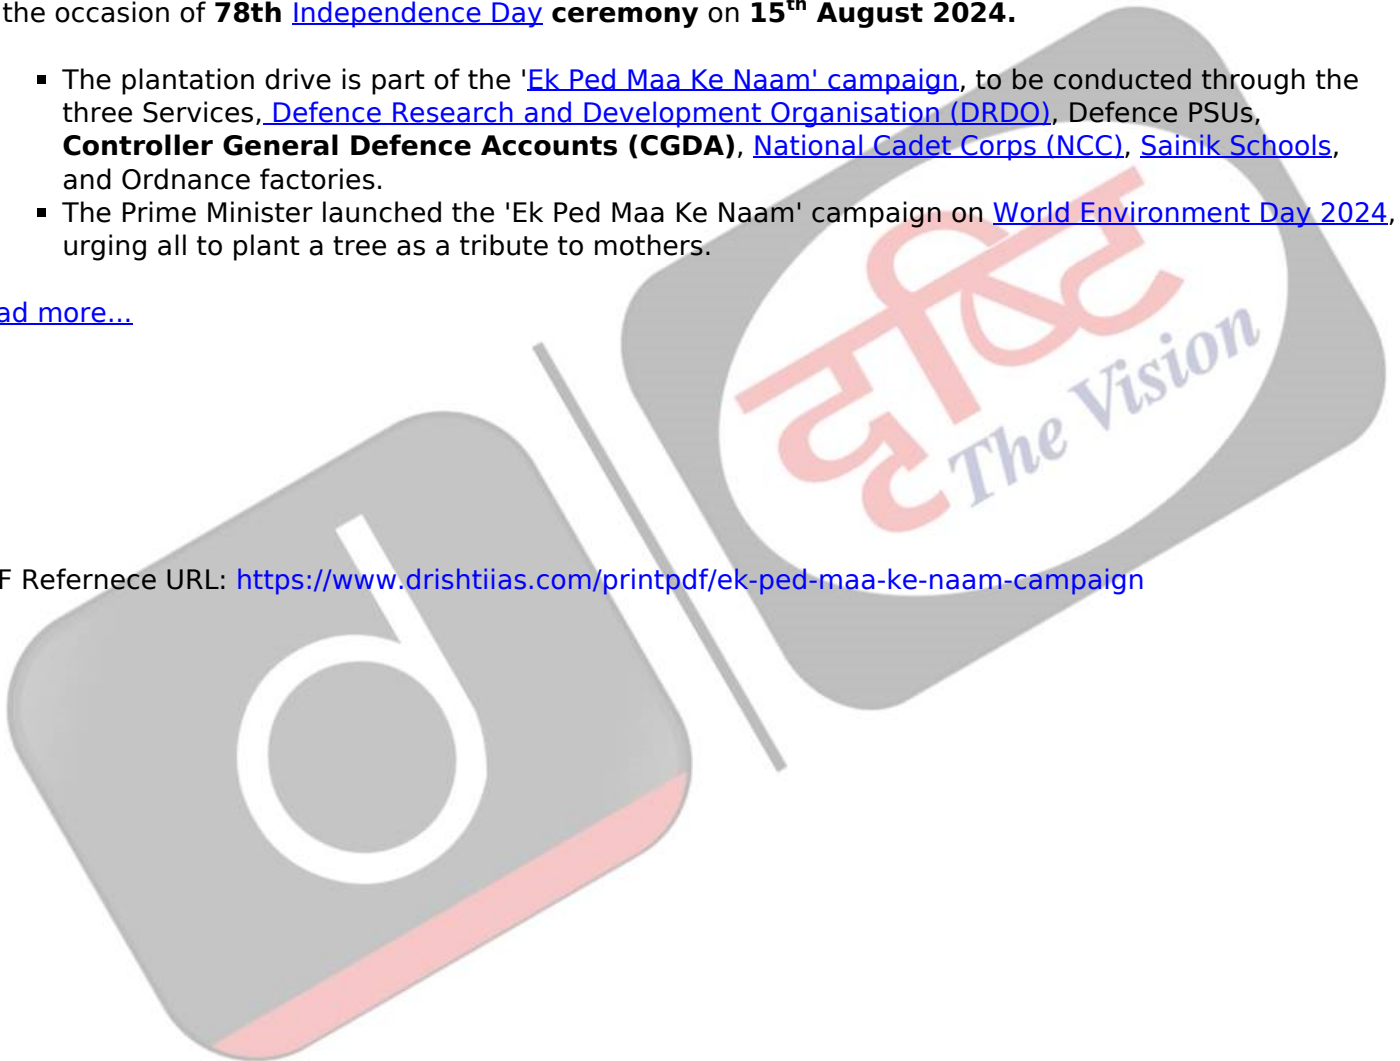 the occasion of 78th Independence Day ceremony on 15th August 2024.
▪ The plantation drive is part of the 'Ek Ped Maa Ke Naam' campaign, to be conducted through the
three Services, Defence Research and Development Organisation (DRDO), Defence PSUs,
Controller General Defence Accounts (CGDA), National Cadet Corps (NCC), Sainik Schools,
and Ordnance factories.
▪ The Prime Minister launched the 'Ek Ped Maa Ke Naam' campaign on World Environment Day 2024,
urging all to plant a tree as a tribute to mothers.
ad more...
दृष्टि
The Vision
F Refernece URL: https://www.drishtiias.com/printpdf/ek-ped-maa-ke-naam-campaign
d